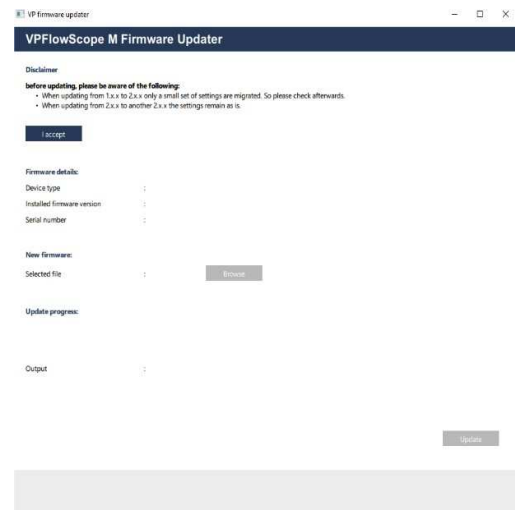 VP firmware updater
VPFlowScope M Firmware Updater
Disclaimer
before updating, please be aware of the following:
• When updating from 1.x.x to 2.x.x only a small set of settings are migrated. So please check afterwards.
• When updating from 2.x.x to another 2.x.x the settings remain as is.
I accept
Firmware details:
Device type :
Installed firmware version :
Serial number :
New firmware:
Selected file : Browse
Update progress:
Output :
Update